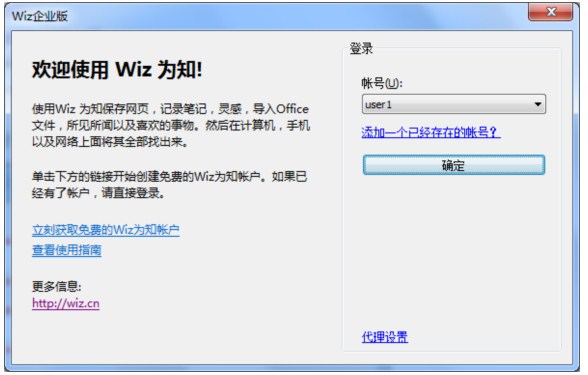 Wiz企业版
欢迎使用 Wiz 为知!
使用Wiz 为知保存网页，记录笔记，灵感，导入Office
文件，所见所闻以及喜欢的事物。然后在计算机，手机
以及网络上面将其全部找出来。
单击下方的链接开始创建免费的Wiz为知帐户。如果已
经有了帐户，请直接登录。
立刻获取免费的Wiz为知帐户
查看使用指南
更多信息:
http://wiz.cn
登录
帐号(U):
user1
添加一个已经存在的帐号?
确定
代理设置